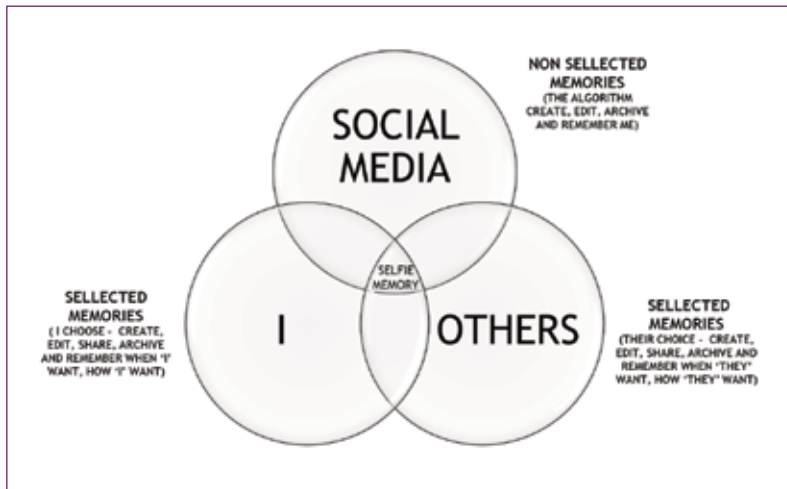 NON SELLECTED
MEMORIES
(THE ALGORITHM
CREATE, EDIT, ARCHIVE
AND REMEMBER ME)
SOCIAL
MEDIA
SELFIE
MEMORY
SELLECTED
MEMORIES
( I CHOOSE - CREATE,
EDIT, SHARE, ARCHIVE
AND REMEMBER WHEN 'I'
WANT, HOW 'I' WANT)
I
OTHERS
SELLECTED
MEMORIES
(THEIR CHOICE - CREATE,
EDIT, SHARE, ARCHIVE AND
REMEMBER WHEN 'THEY'
WANT, HOW 'THEY' WANT)